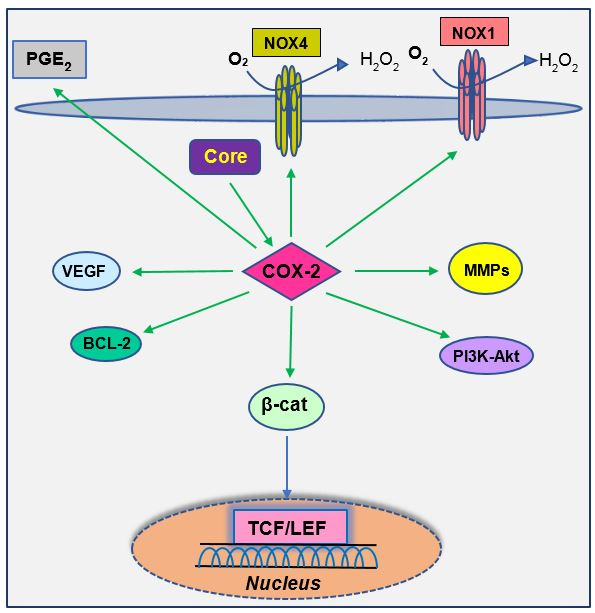 PGE₂
NOX4
NOX1
O₂
H₂O₂
O₂
H₂O₂
Core
COX-2
VEGF
MMPs
BCL-2
PI3K-Akt
β-cat
TCF/LEF
Nucleus